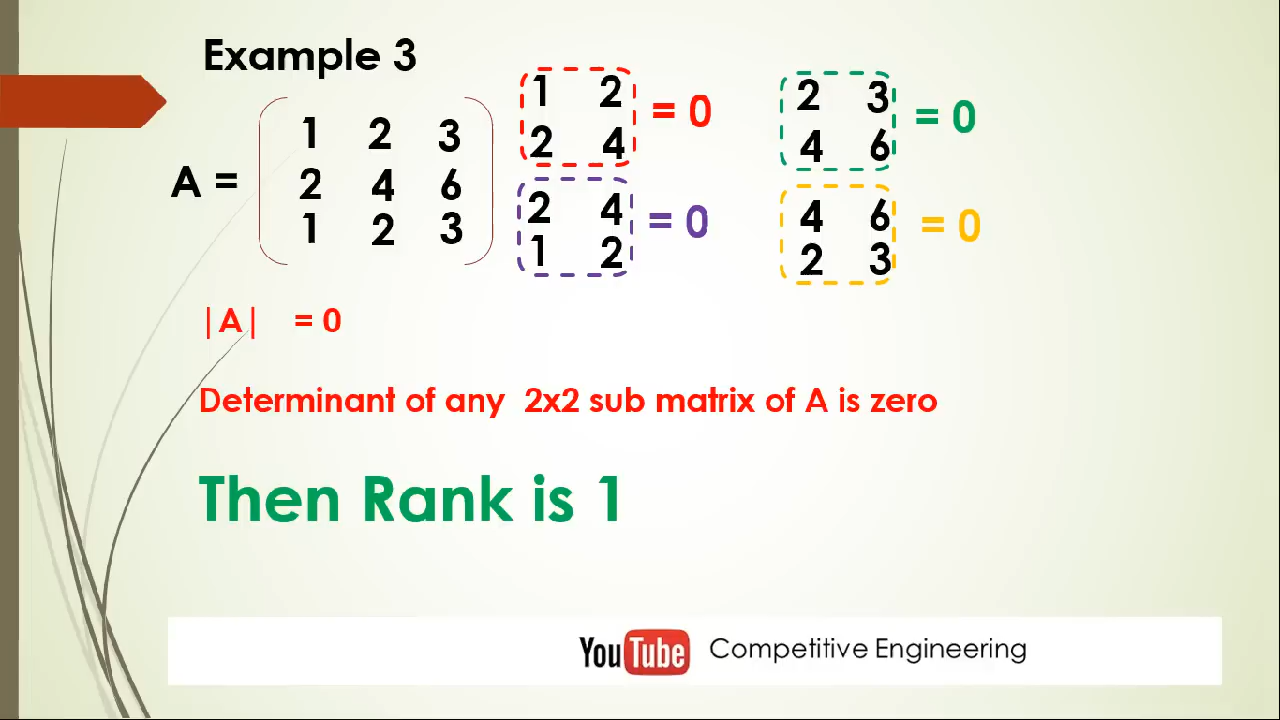 Example 3
A =
1 2 3
2 4 6
1 2 3
1 2
2 4
= 0
2 3
4 6
= 0
2 4
1 2
= 0
4 6
2 3
= 0
|A| = 0
Determinant of any 2x2 sub matrix of A is zero
Then Rank is 1
YouTube Competitive Engineering